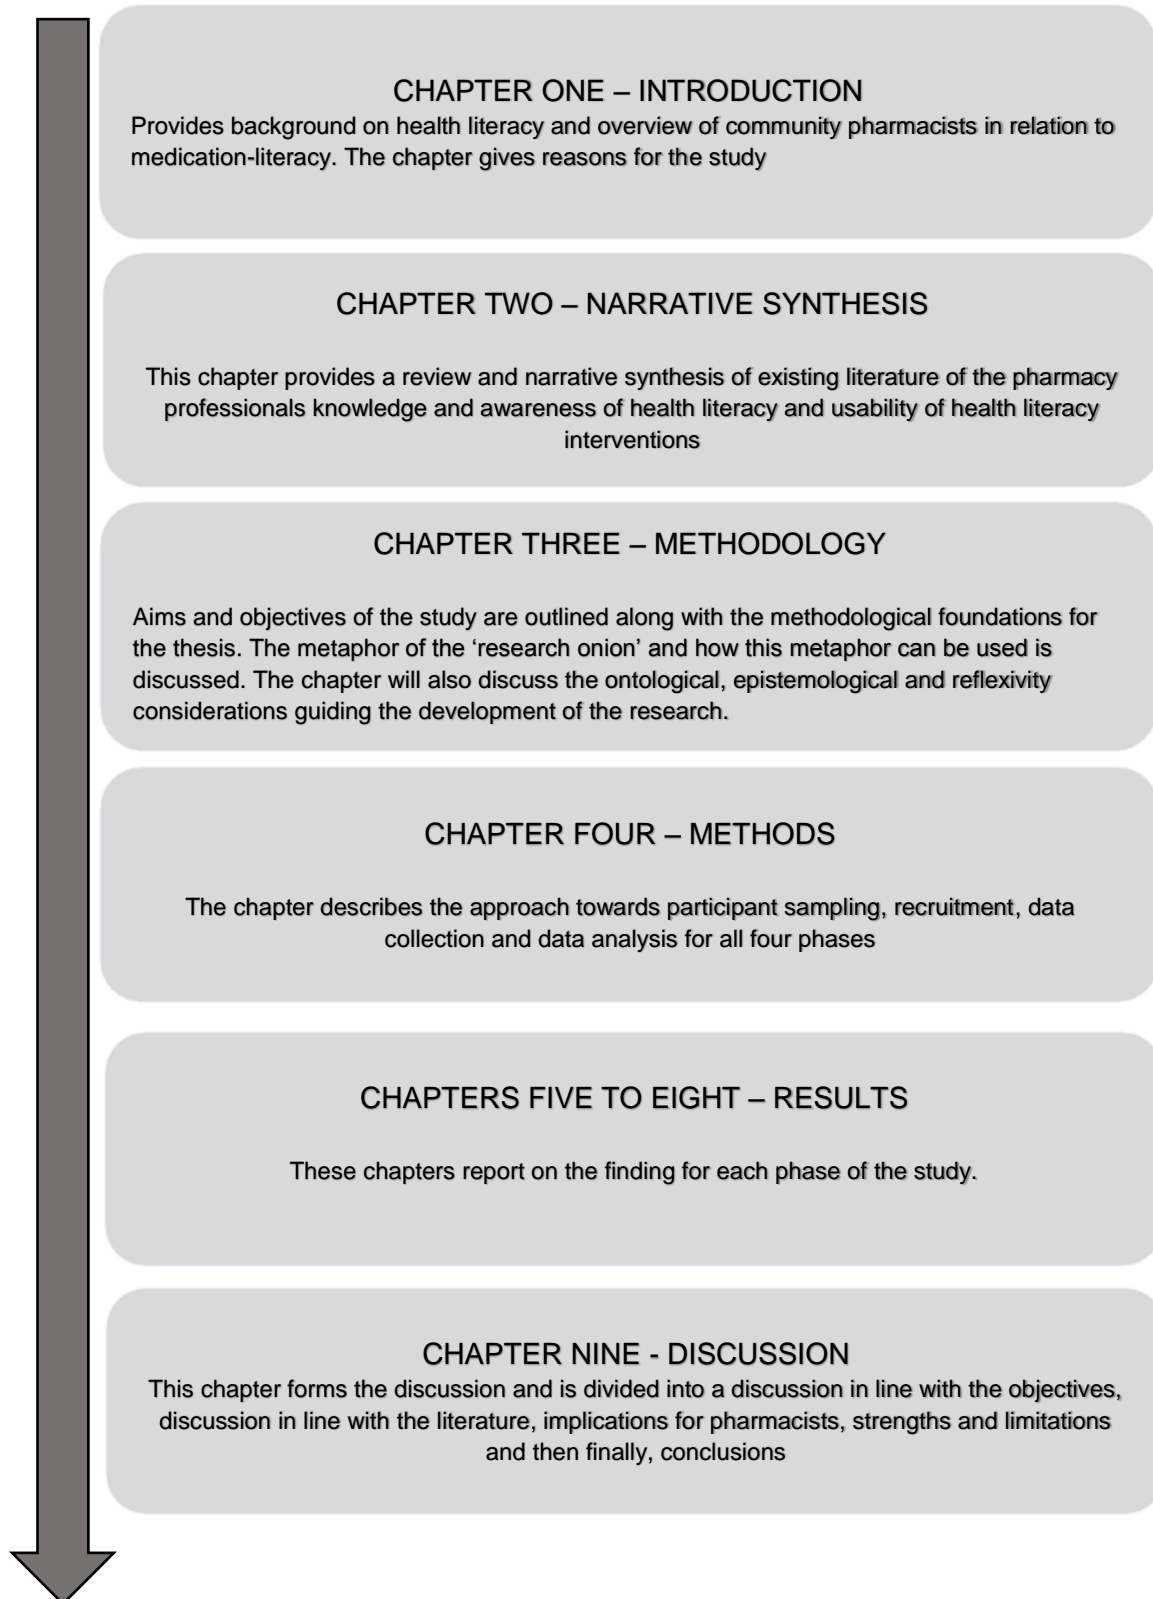 CHAPTER ONE – INTRODUCTION
Provides background on health literacy and overview of community pharmacists in relation to
medication-literacy. The chapter gives reasons for the study
CHAPTER TWO – NARRATIVE SYNTHESIS
This chapter provides a review and narrative synthesis of existing literature of the pharmacy
professionals knowledge and awareness of health literacy and usability of health literacy
interventions
CHAPTER THREE – METHODOLOGY
Aims and objectives of the study are outlined along with the methodological foundations for
the thesis. The metaphor of the ‘research onion’ and how this metaphor can be used is
discussed. The chapter will also discuss the ontological, epistemological and reflexivity
considerations guiding the development of the research.
CHAPTER FOUR – METHODS
The chapter describes the approach towards participant sampling, recruitment, data
collection and data analysis for all four phases
CHAPTERS FIVE TO EIGHT – RESULTS
These chapters report on the finding for each phase of the study.
CHAPTER NINE - DISCUSSION
This chapter forms the discussion and is divided into a discussion in line with the objectives,
discussion in line with the literature, implications for pharmacists, strengths and limitations
and then finally, conclusions